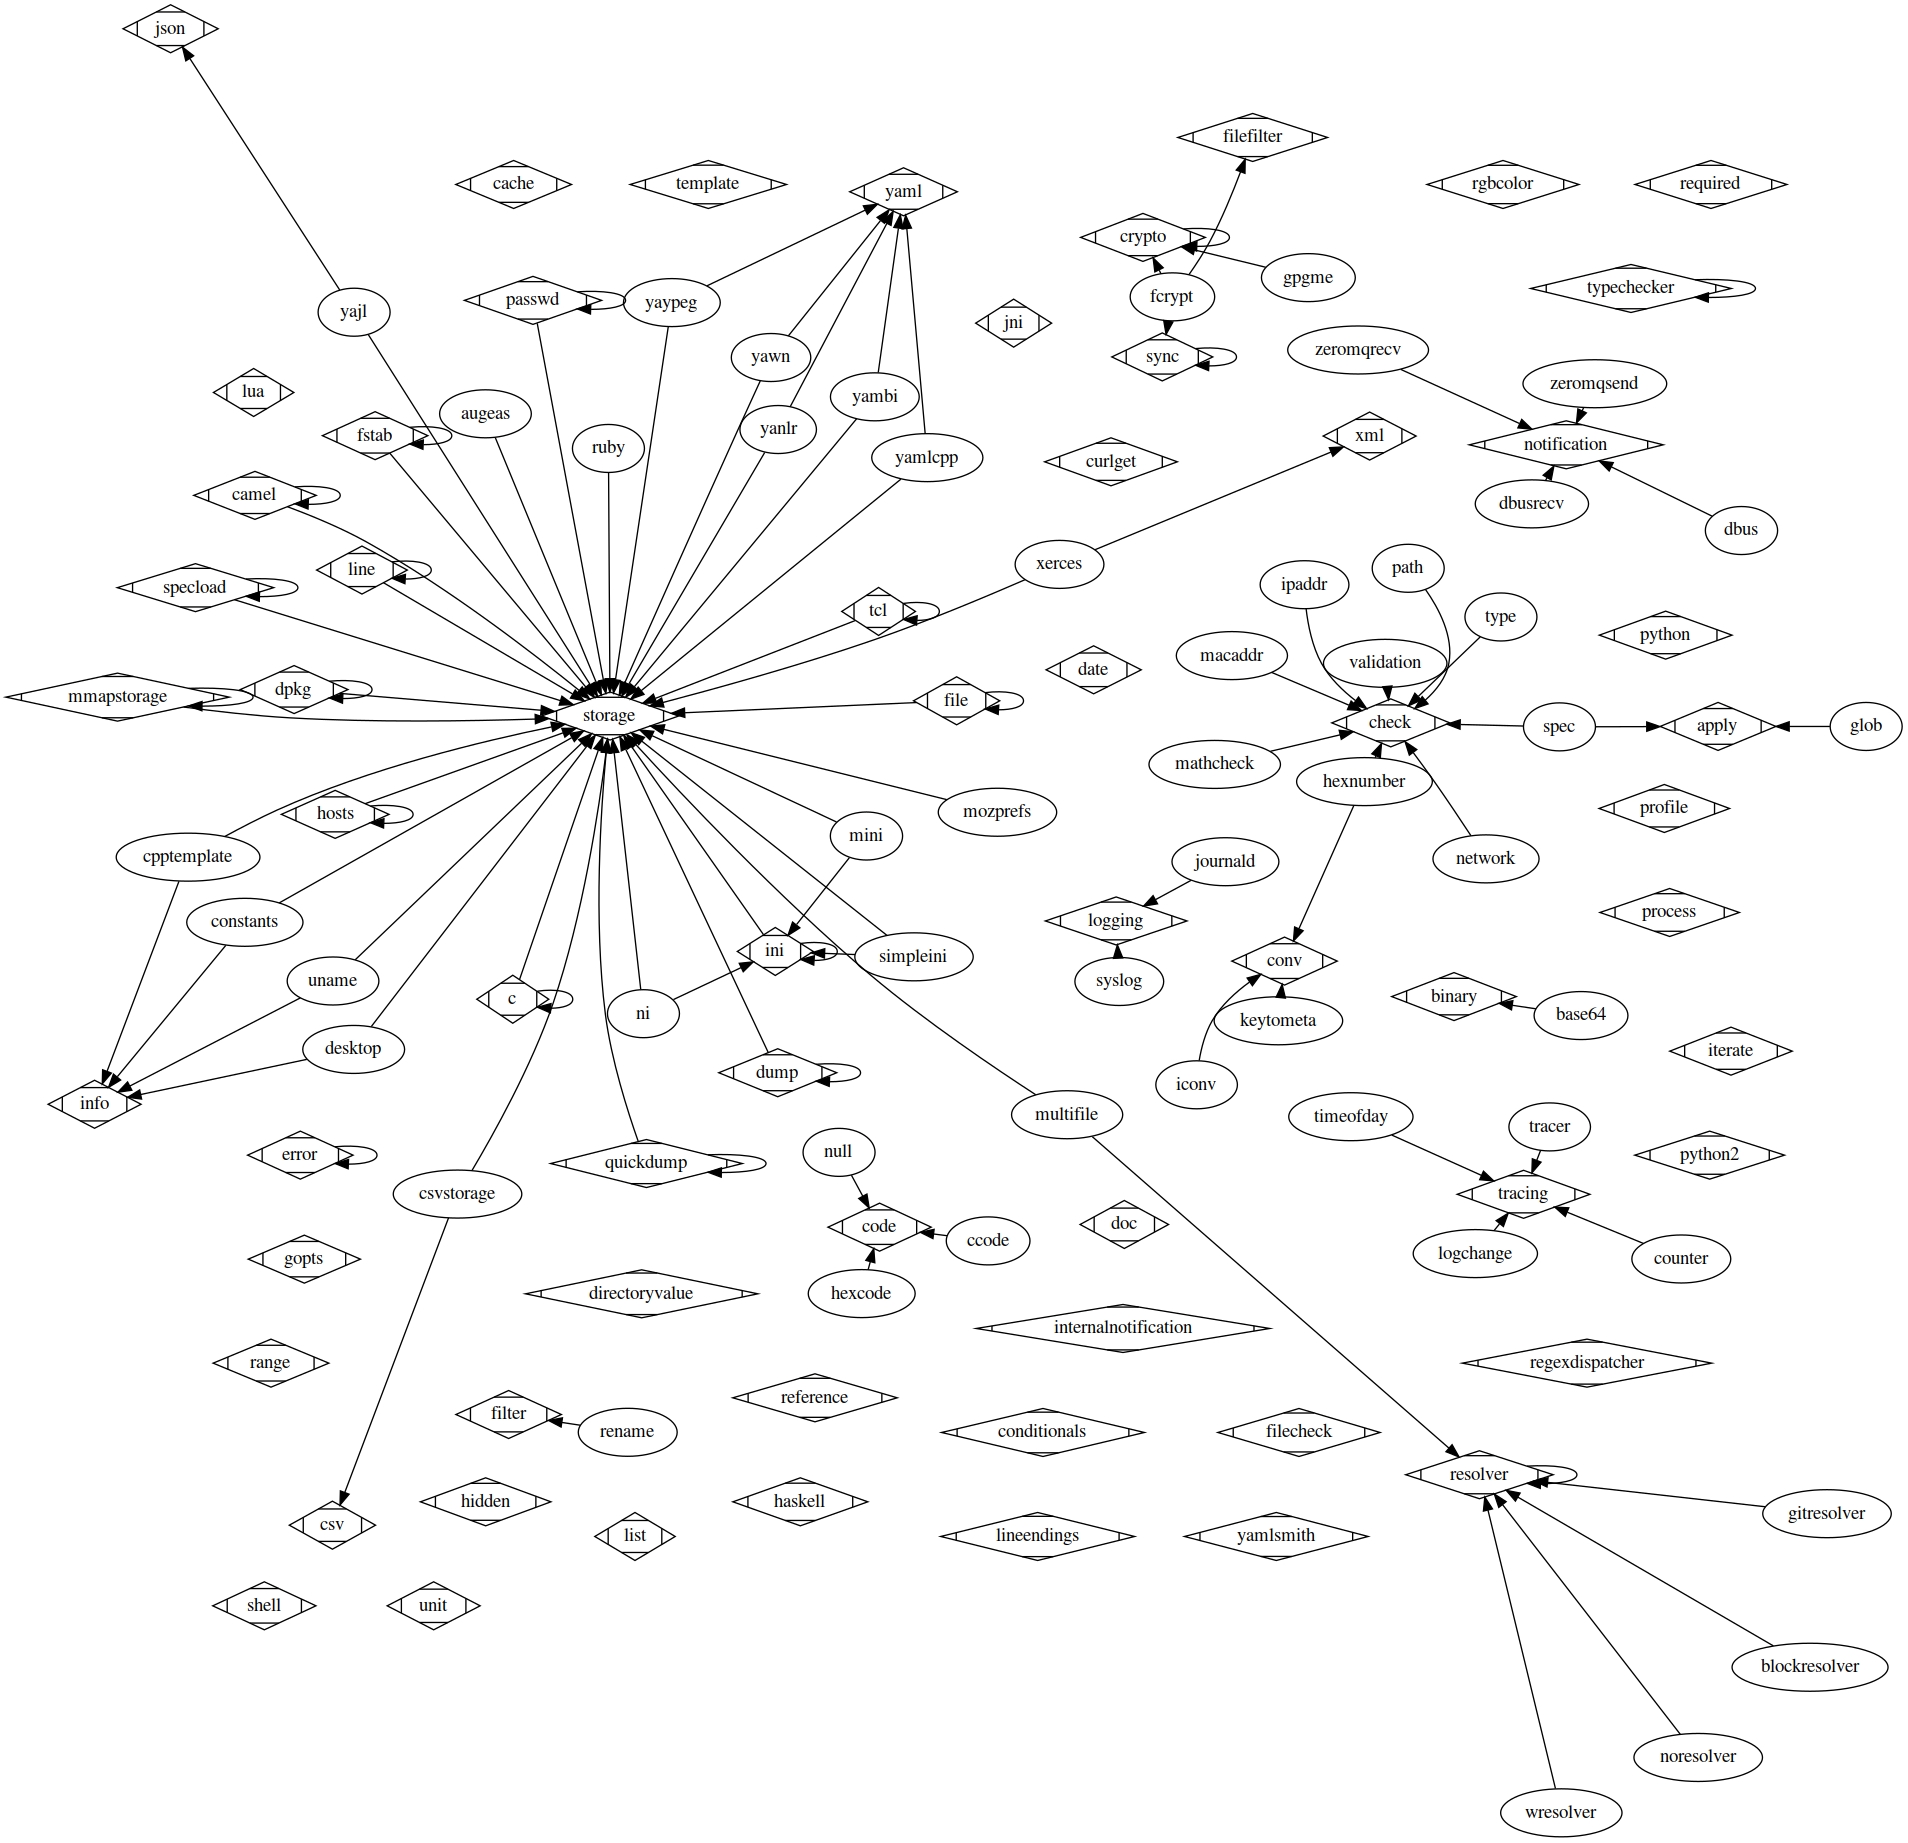 json
filefilter
cache
template
yaml
rgbcolor
required
crypto
gpgme
typechecker
passwd
yaypeg
fcrypt
yajl
jni
zeromqrecv
sync
yawn
zeromqsend
lua
yambi
augeas
yanlr
fstab
xml
notification
ruby
yamlcpp
curlget
camel
dbusrecv
dbus
xerces
path
line
ipaddr
specload
tcl
type
python
macaddr
validation
date
dpkg
mmapstorage
file
storage
check
spec
apply
glob
mathcheck
hexnumber
profile
mozprefs
hosts
mini
cpptemplate
network
journald
process
constants
logging
ini
simpleini
conv
uname
syslog
binary
c
ni
base64
keytometa
desktop
iterate
dump
iconv
info
multifile
timeofday
tracer
null
error
python2
quickdump
csvstorage
tracing
doc
code
ccode
logchange
gopts
counter
directoryvalue
hexcode
internalnotification
range
regexdispatcher
reference
filter
rename
conditionals
filecheck
resolver
hidden
haskell
gitresolver
csv
list
lineendings
yamlsmith
shell
unit
blockresolver
noresolver
wresolver